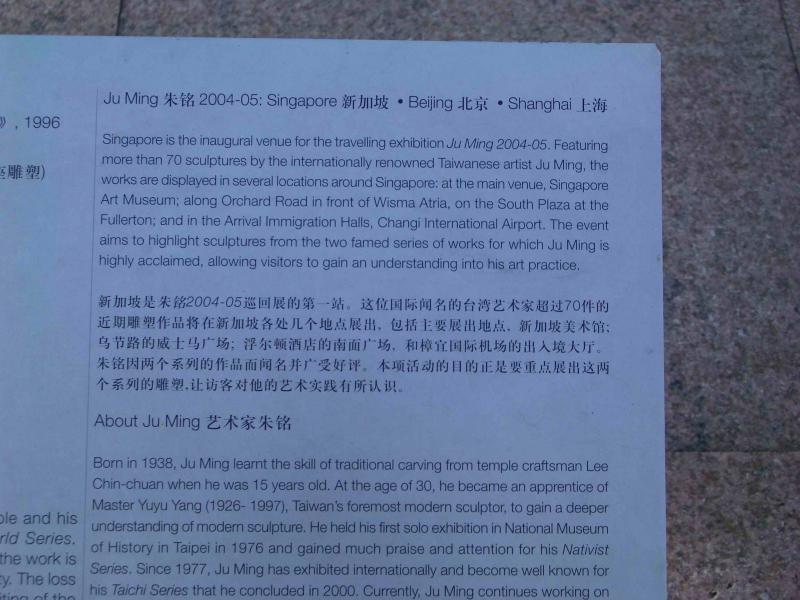 》, 1996
雕塑)
ple and his
rld Series.
the work is
ty. The loss
iting of the
Ju Ming 朱铭 2004-05: Singapore 新加坡 • Beijing 北京 • Shanghai 上海
Singapore is the inaugural venue for the travelling exhibition Ju Ming 2004-05. Featuring
more than 70 sculptures by the internationally renowned Taiwanese artist Ju Ming, the
works are displayed in several locations around Singapore: at the main venue, Singapore
Art Museum; along Orchard Road in front of Wisma Atria, on the South Plaza at the
Fullerton; and in the Arrival Immigration Halls, Changi International Airport. The event
aims to highlight sculptures from the two famed series of works for which Ju Ming is
highly acclaimed, allowing visitors to gain an understanding into his art practice.
新加坡是朱铭2004-05巡回展的第一站。这位国际闻名的台湾艺术家超过70件的
近期雕塑作品将在新加坡各处几个地点展出，包括主要展出地点，新加坡美术馆;
乌节路的威士马广场; 浮尔顿酒店的南面广场，和樟宜国际机场的出入境大厅。
朱铭因两个系列的作品而闻名并广受好评。本项活动的目的正是要重点展出这两
个系列的雕塑,让访客对他的艺术实践有所认识。
About Ju Ming 艺术家朱铭
Born in 1938, Ju Ming learnt the skill of traditional carving from temple craftsman Lee
Chin-chuan when he was 15 years old. At the age of 30, he became an apprentice of
Master Yuyu Yang (1926- 1997), Taiwan's foremost modern sculptor, to gain a deeper
understanding of modern sculpture. He held his first solo exhibition in National Museum
of History in Taipei in 1976 and gained much praise and attention for his Nativist
Series. Since 1977, Ju Ming has exhibited internationally and become well known for
his Taichi Series that he concluded in 2000. Currently, Ju Ming continues working on